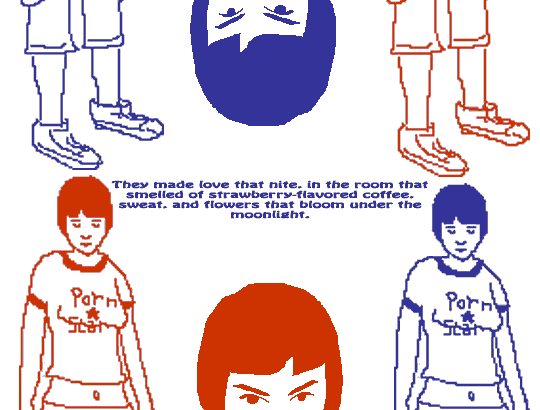 They made love that nite, in the room that
smelled of strawberry-flavored coffee,
sweat, and flowers that bloom under the
moonlight.
Porn
Star
Porn
Star